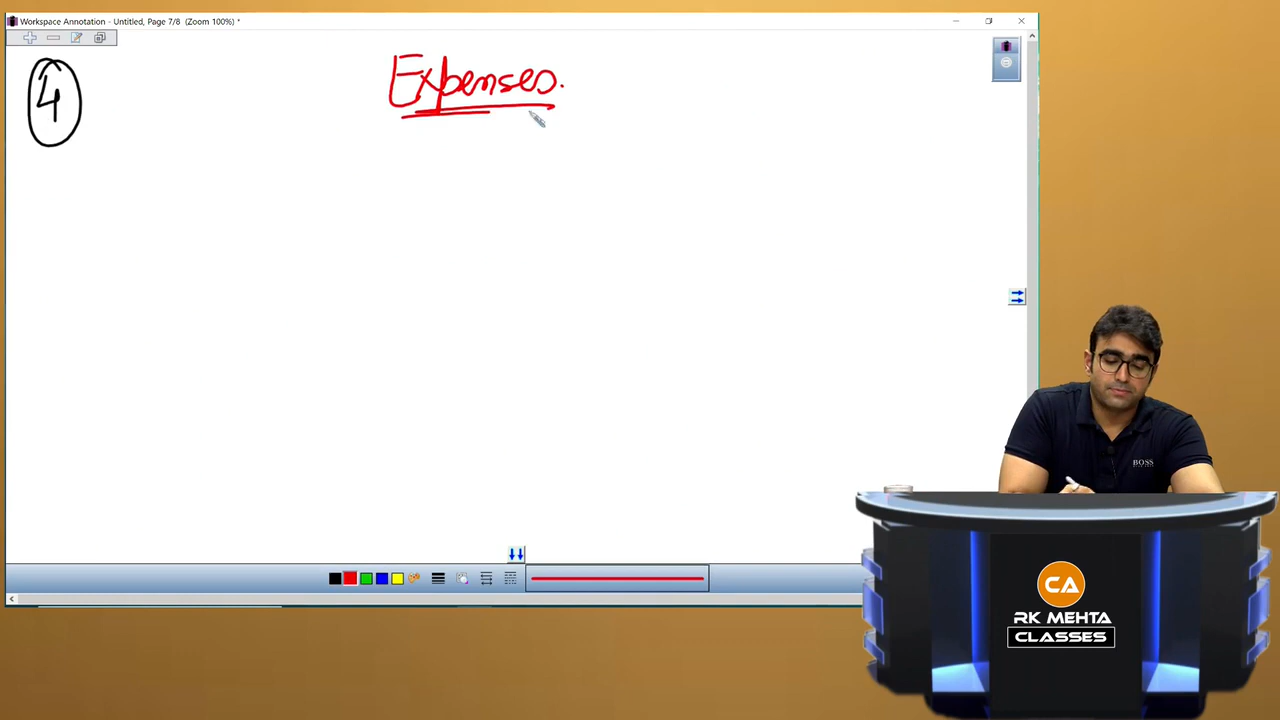 Workspace Annotation - Untitled, Page 7/8 (Zoom 100%) *
4
Expenses.
BOSS
CA
RK MEHTA
CLASSES